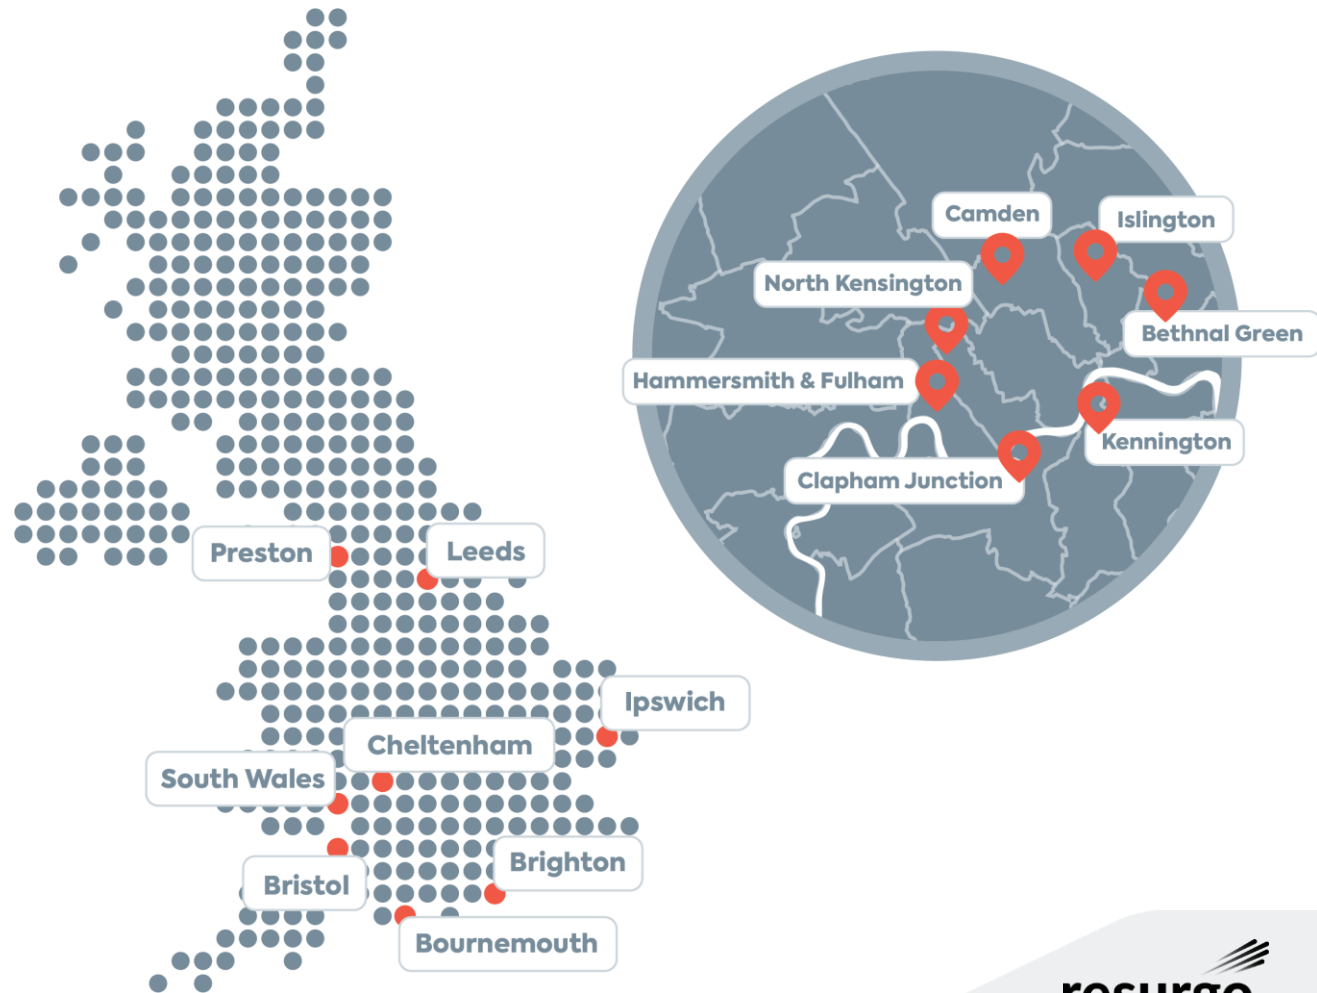 Camden
Islington
North Kensington
Bethnal Green
Hammersmith & Fulham
Kennington
Clapham Junction
Preston
Leeds
Ipswich
Cheltenham
South Wales
Brighton
Bristol
Bournemouth
resurgo